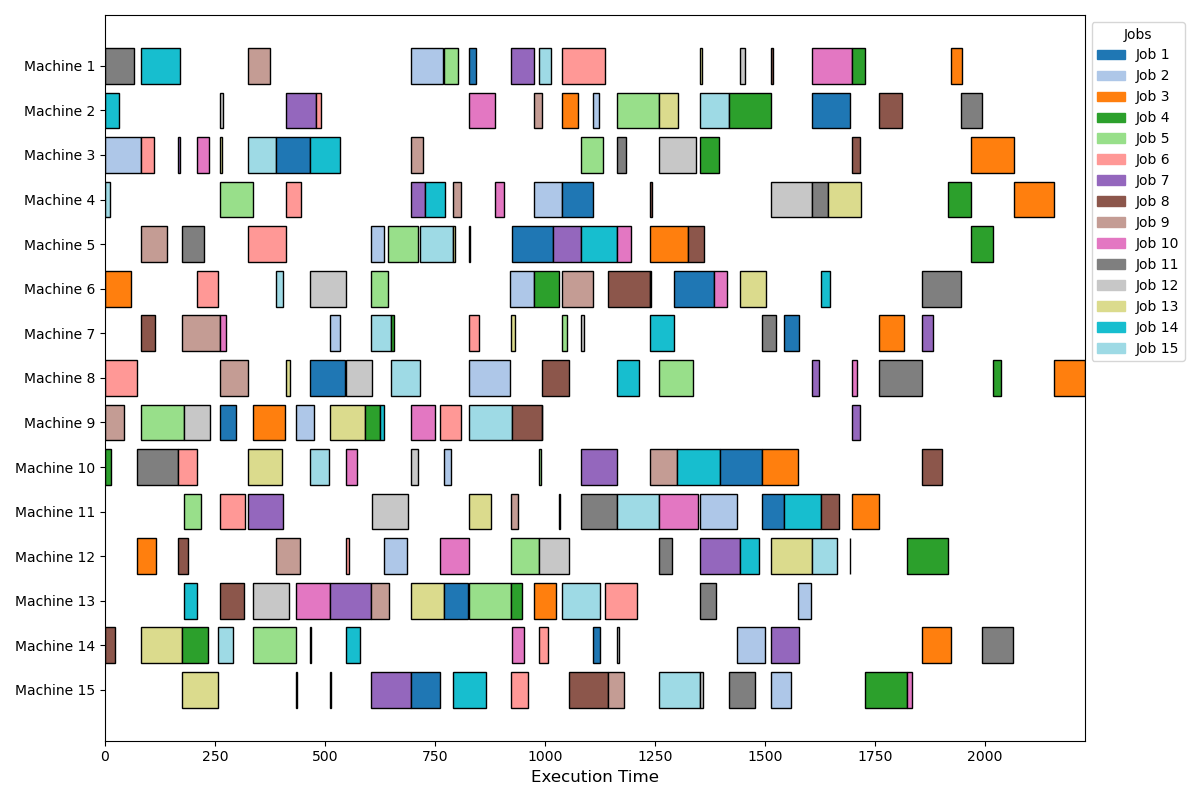 Machine 1
Machine 2
Machine 3
Machine 4
Machine 5
Machine 6
Machine 7
Machine 8
Machine 9
Machine 10
Machine 11
Machine 12
Machine 13
Machine 14
Machine 15
0 250 500 750 1000 1250 1500 1750 2000
Execution Time
Jobs
Job 1
Job 2
Job 3
Job 4
Job 5
Job 6
Job 7
Job 8
Job 9
Job 10
Job 11
Job 12
Job 13
Job 14
Job 15